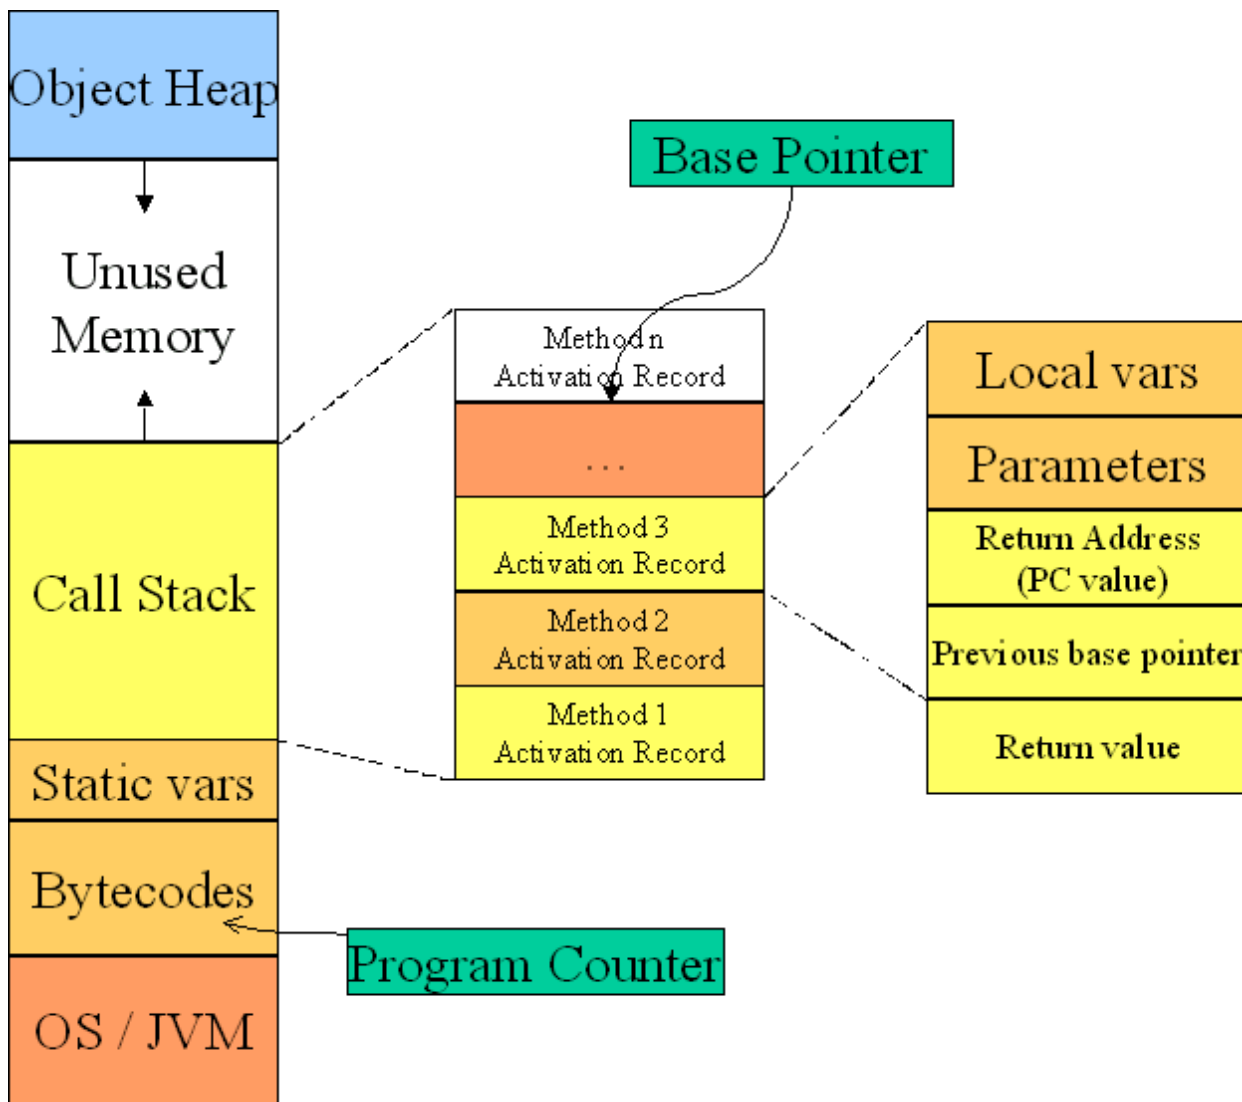 Object Heap
Unused
Memory
Call Stack
Static vars
Bytecodes
OS / JVM
Base Pointer
Method n
Activation Record
...
Method 3
Activation Record
Method 2
Activation Record
Method 1
Activation Record
Program Counter
Local vars
Parameters
Return Address
(PC value)
Previous base pointer
Return value